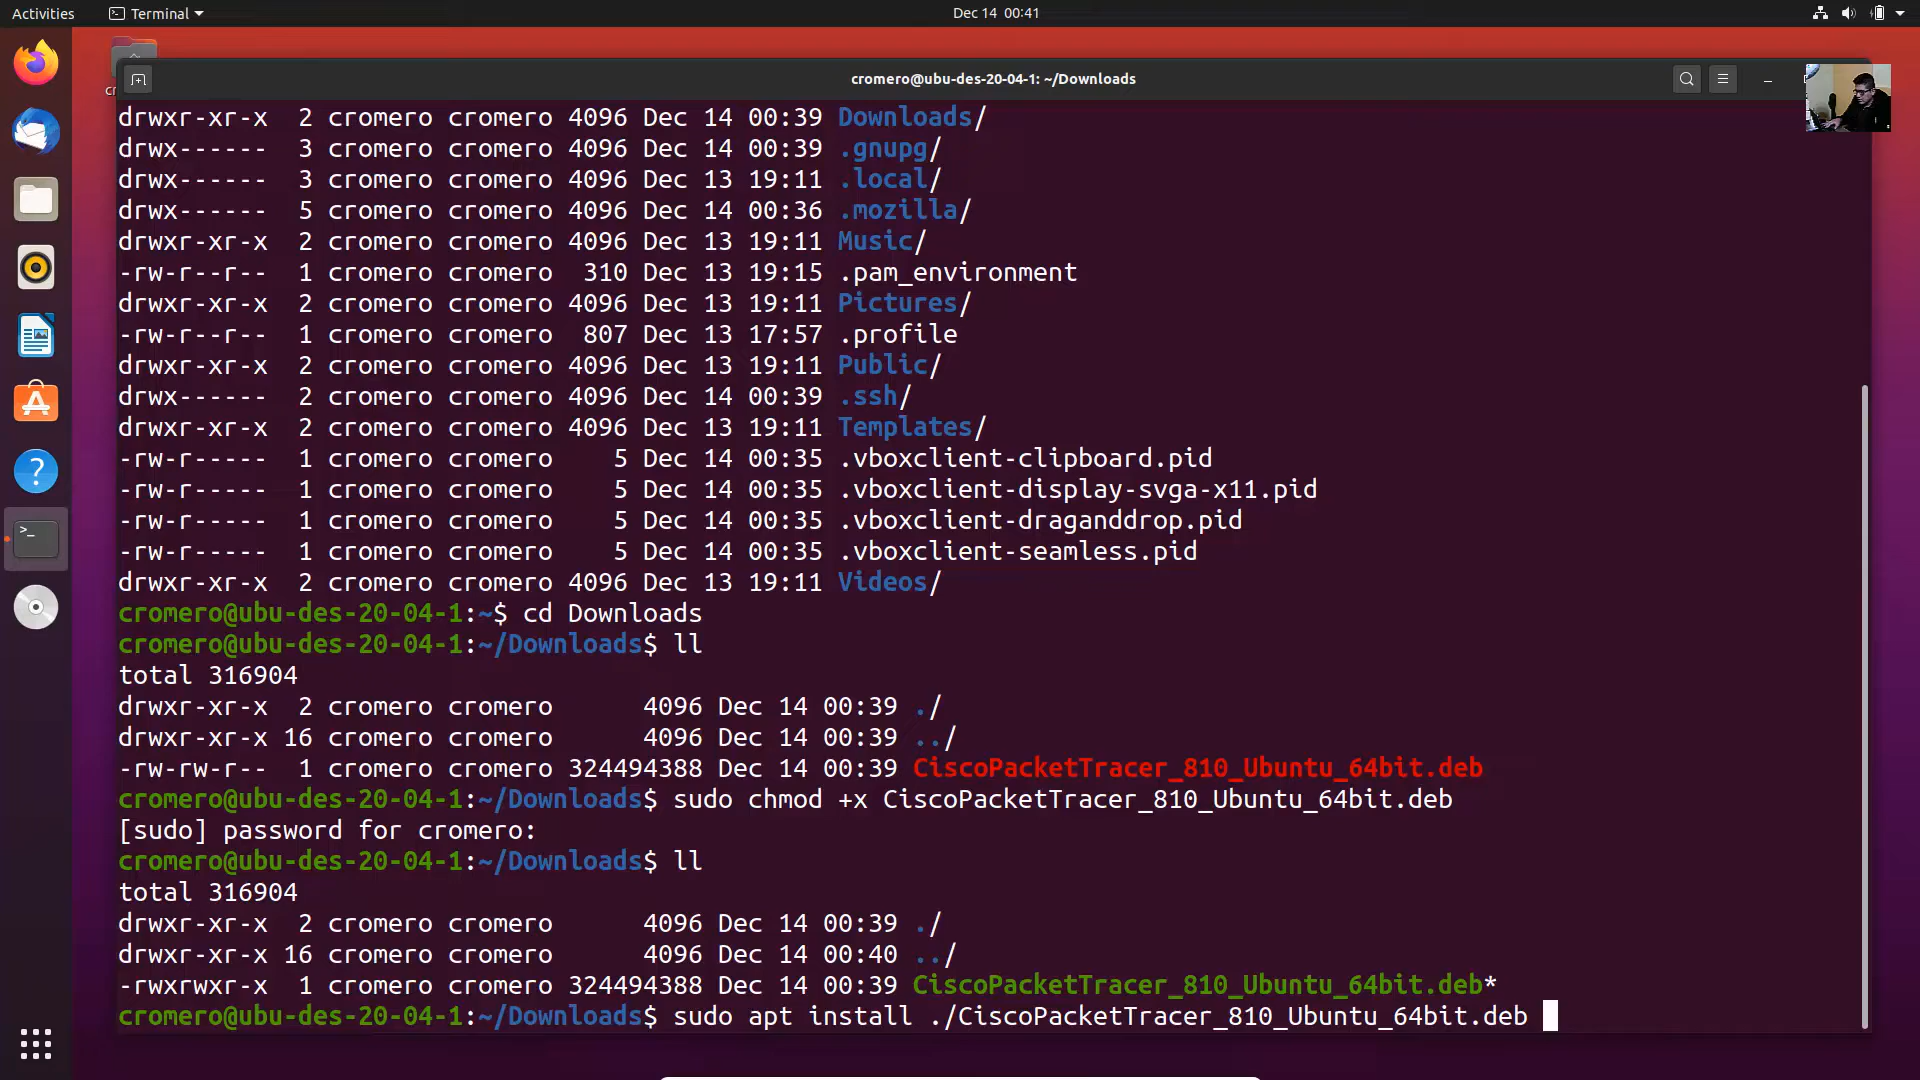 Activities
Terminal
Dec 14 00:41
cromero@ubu-des-20-04-1: ~/Downloads
drwxr-xr-x  2 cromero cromero 4096 Dec 14 00:39 Downloads/
drwx------  3 cromero cromero 4096 Dec 14 00:39 .gnupg/
drwx------  3 cromero cromero 4096 Dec 13 19:11 .local/
drwx------  5 cromero cromero 4096 Dec 14 00:36 .mozilla/
drwxr-xr-x  2 cromero cromero 4096 Dec 13 19:11 Music/
-rw-r--r--  1 cromero cromero  310 Dec 13 19:15 .pam_environment
drwxr-xr-x  2 cromero cromero 4096 Dec 13 19:11 Pictures/
-rw-r--r--  1 cromero cromero  807 Dec 13 17:57 .profile
drwxr-xr-x  2 cromero cromero 4096 Dec 13 19:11 Public/
drwx------  2 cromero cromero 4096 Dec 14 00:39 .ssh/
drwxr-xr-x  2 cromero cromero 4096 Dec 13 19:11 Templates/
-rw-r-----  1 cromero cromero    5 Dec 14 00:35 .vboxclient-clipboard.pid
-rw-r-----  1 cromero cromero    5 Dec 14 00:35 .vboxclient-display-svga-x11.pid
-rw-r-----  1 cromero cromero    5 Dec 14 00:35 .vboxclient-draganddrop.pid
-rw-r-----  1 cromero cromero    5 Dec 14 00:35 .vboxclient-seamless.pid
drwxr-xr-x  2 cromero cromero 4096 Dec 13 19:11 Videos/
cromero@ubu-des-20-04-1:~$ cd Downloads
cromero@ubu-des-20-04-1:~/Downloads$ ll
total 316904
drwxr-xr-x  2 cromero cromero      4096 Dec 14 00:39 ./
drwxr-xr-x 16 cromero cromero      4096 Dec 14 00:39 ../
-rw-rw-r--  1 cromero cromero 324494388 Dec 14 00:39 CiscoPacketTracer_810_Ubuntu_64bit.deb
cromero@ubu-des-20-04-1:~/Downloads$ sudo chmod +x CiscoPacketTracer_810_Ubuntu_64bit.deb
[sudo] password for cromero:
cromero@ubu-des-20-04-1:~/Downloads$ ll
total 316904
drwxr-xr-x  2 cromero cromero      4096 Dec 14 00:39 ./
drwxr-xr-x 16 cromero cromero      4096 Dec 14 00:40 ../
-rwxrwxr-x  1 cromero cromero 324494388 Dec 14 00:39 CiscoPacketTracer_810_Ubuntu_64bit.deb*
cromero@ubu-des-20-04-1:~/Downloads$ sudo apt install ./CiscoPacketTracer_810_Ubuntu_64bit.deb